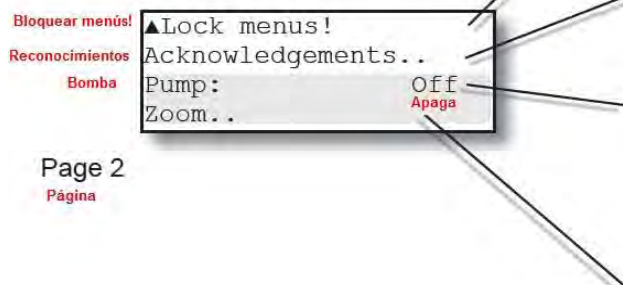 Bloquear menús! ▲Lock menus!
Reconocimientos Acknowledgements..
Bomba Pump: Off
Apaga
Zoom..
Page 2
Página